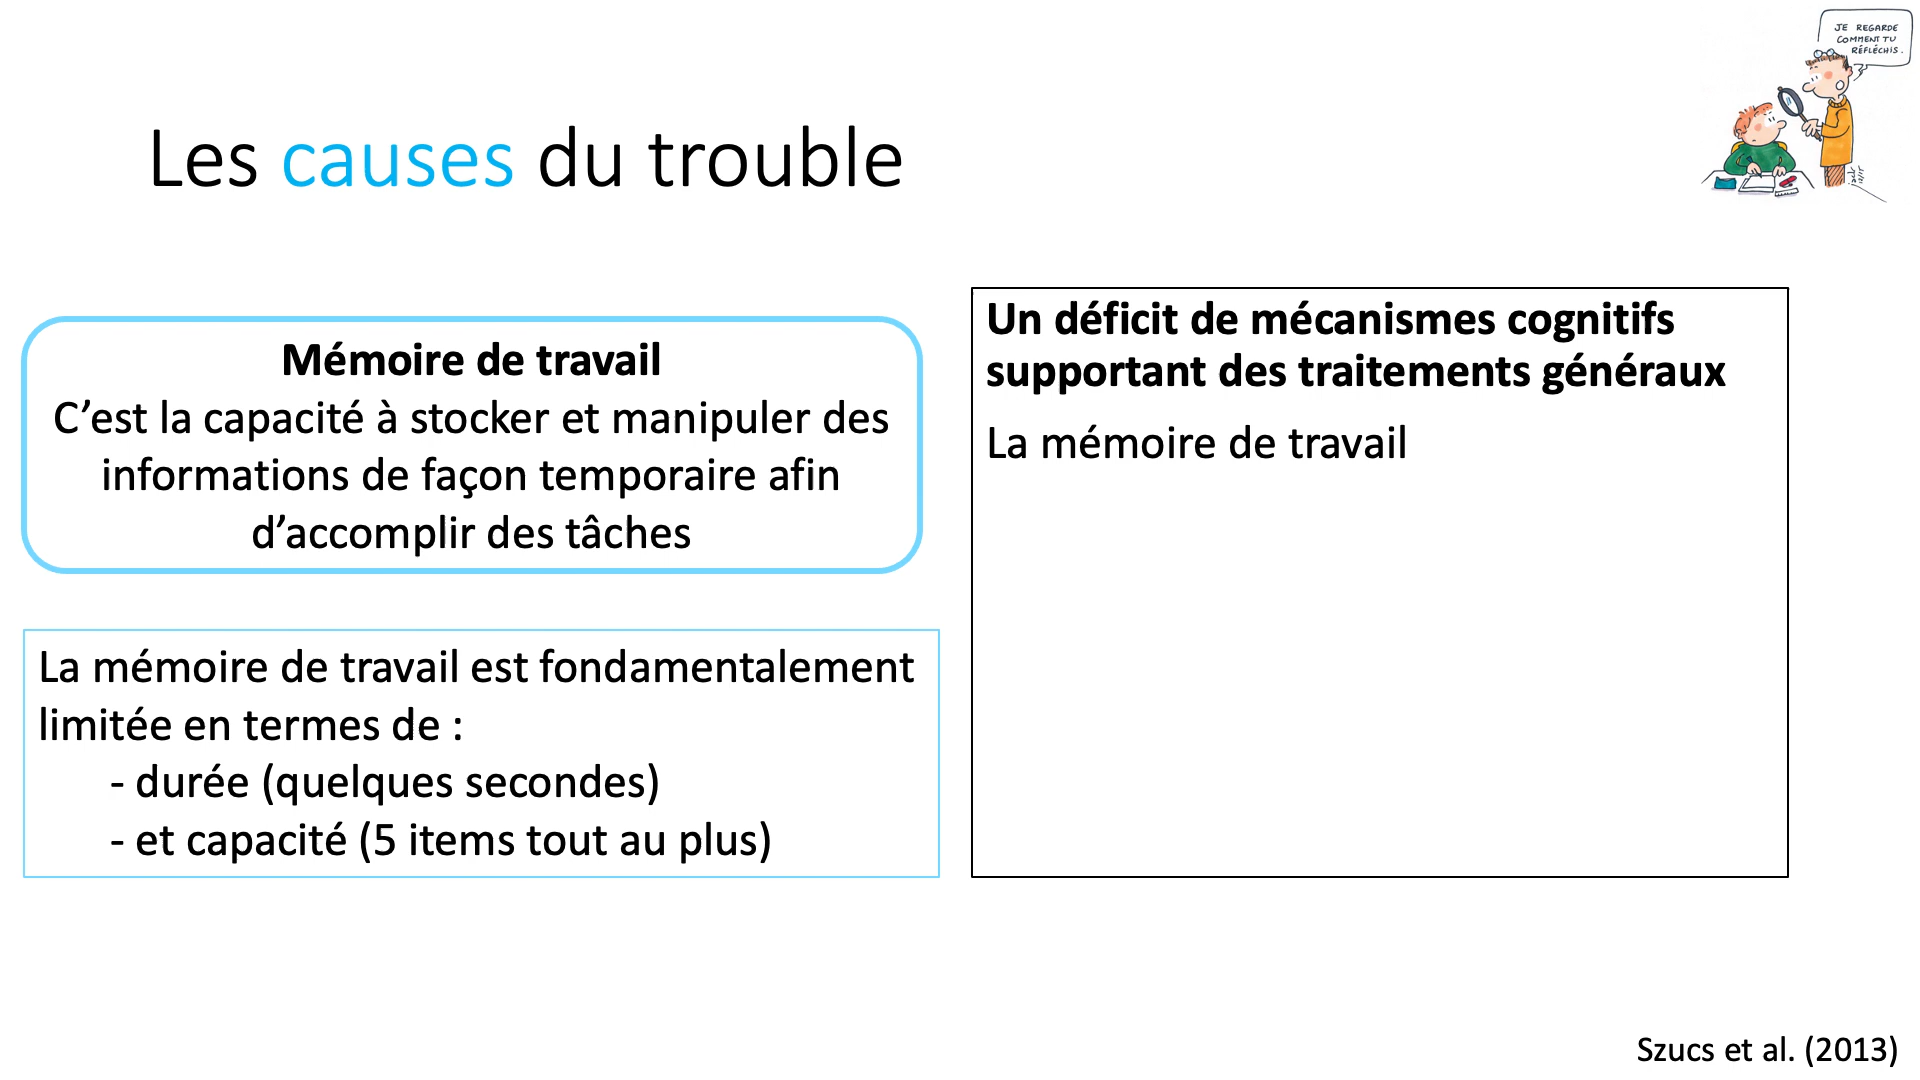 JE REGARDE
COMMENT TU
RÉFLÉCHIS.
Les causes du trouble
Mémoire de travail
C’est la capacité à stocker et manipuler des
informations de façon temporaire afin
d’accomplir des tâches
La mémoire de travail est fondamentalement
limitée en termes de :
- durée (quelques secondes)
- et capacité (5 items tout au plus)
Un déficit de mécanismes cognitifs
supportant des traitements généraux
La mémoire de travail
Szucs et al. (2013)